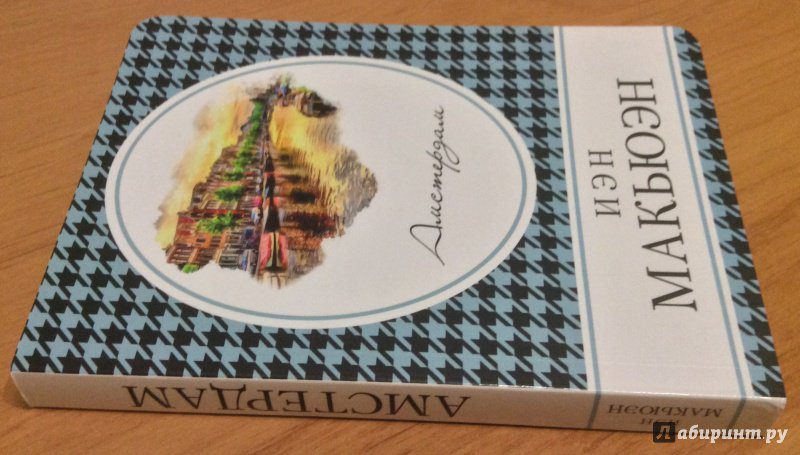 ИЭН
МАКЬЮЭН
Амстердам
АМСТЕРДАМ
ИЭН
МАКЬЮЭН
Лабиринт.ру